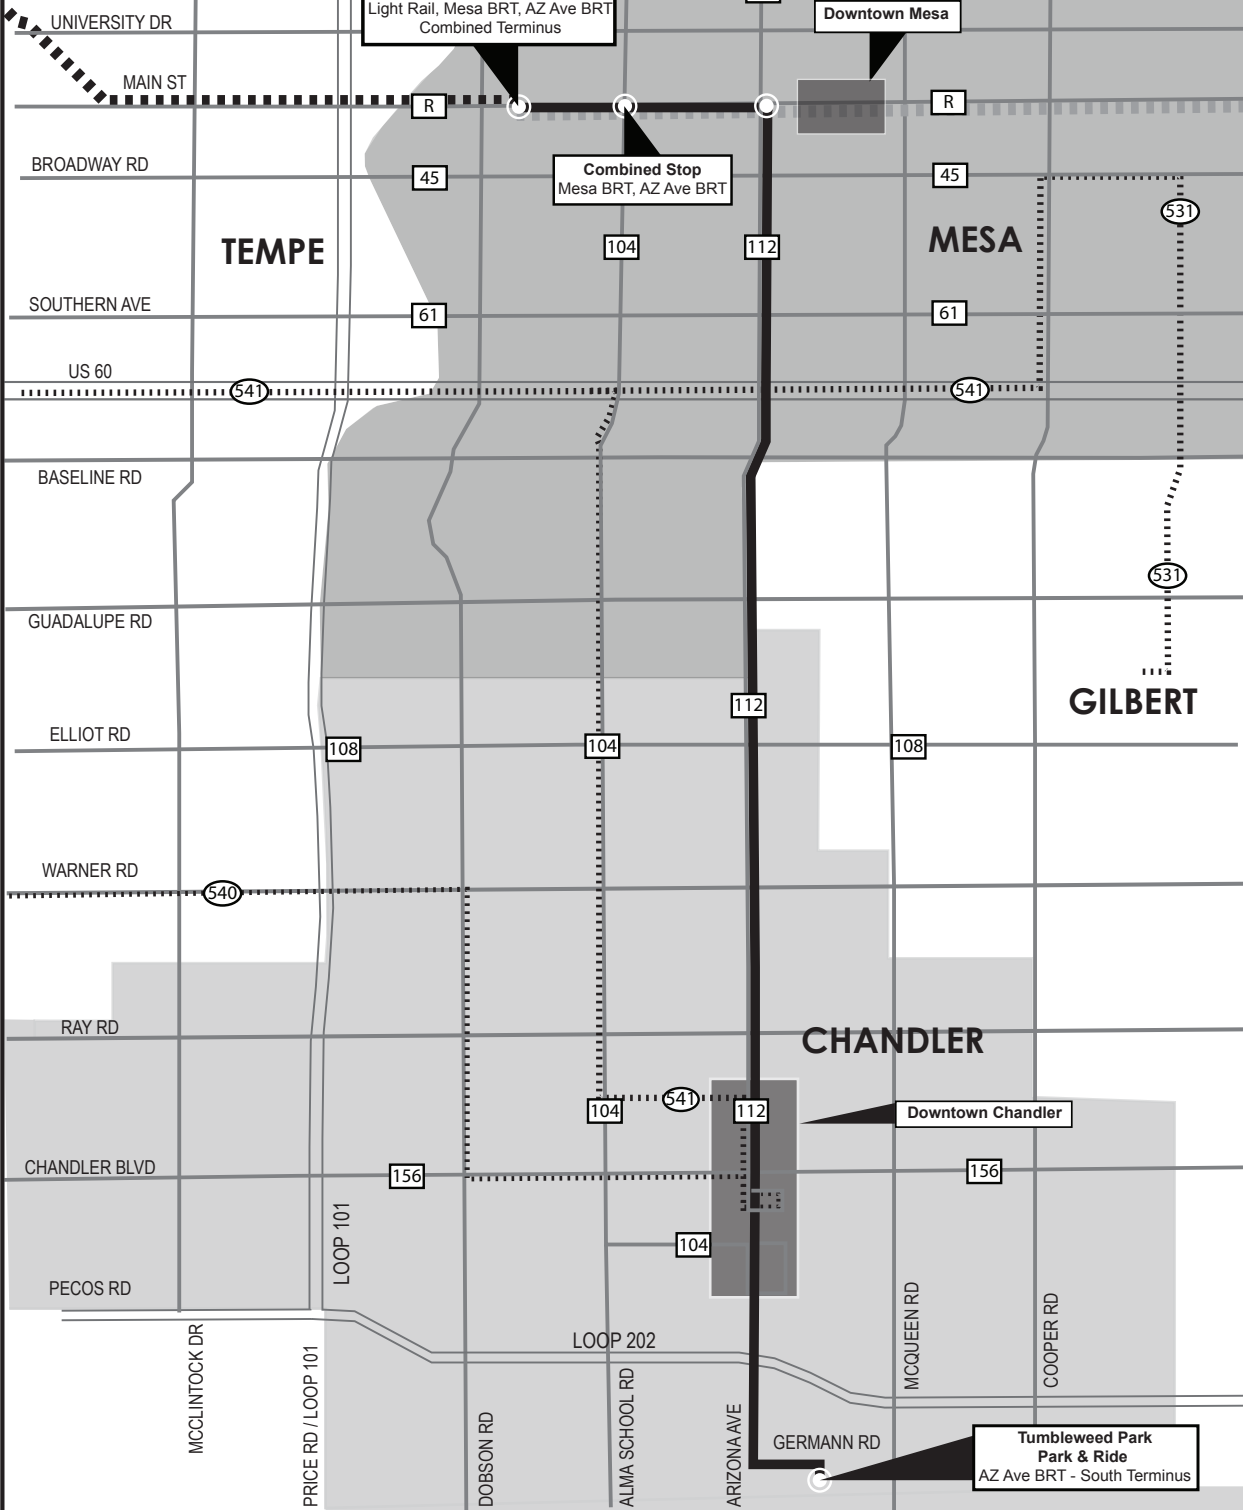 Light Rail, Mesa BRT, AZ Ave BRT
Combined Terminus
Downtown Mesa
UNIVERSITY DR
MAIN ST
R
R
BROADWAY RD
Combined Stop
Mesa BRT, AZ Ave BRT
45
45
531
TEMPE
104
112
MESA
SOUTHERN AVE
61
61
US 60
541
541
BASELINE RD
531
GUADALUPE RD
GILBERT
112
ELLIOT RD
108
104
108
WARNER RD
540
RAY RD
CHANDLER
541
104
112
Downtown Chandler
CHANDLER BLVD
156
156
LOOP 101
104
PECOS RD
LOOP 202
MCCLINTOCK DR
PRICE RD / LOOP 101
DOBSON RD
ALMA SCHOOL RD
ARIZONA AVE
MCQUEEN RD
COOPER RD
GERMANN RD
Tumbleweed Park
Park & Ride
AZ Ave BRT - South Terminus